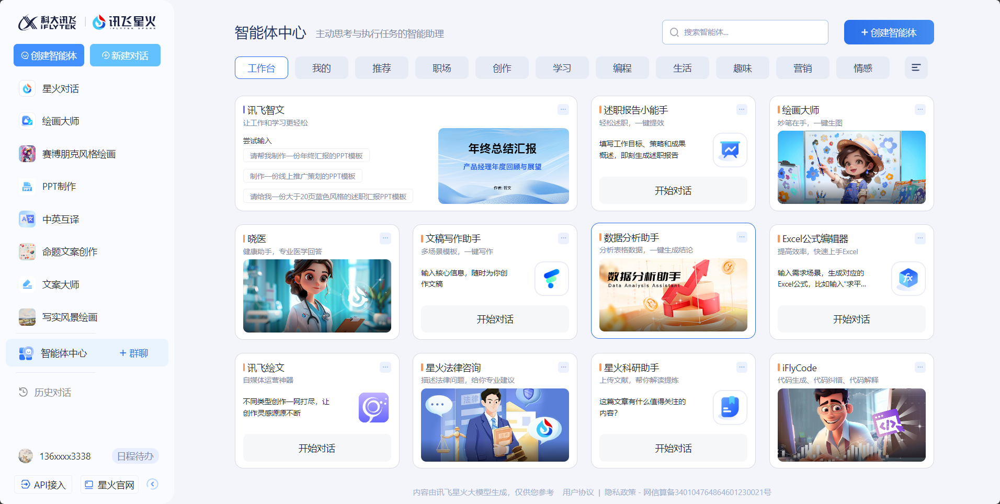 科大讯飞
iFLYTEK
讯飞星火
IFLYTEK SPARK
创建智能体
新建对话
星火对话
绘画大师
赛博朋克风格绘画
PPT制作
中英互译
命题文案创作
文案大师
写实风景绘画
智能体中心
+ 群聊
历史对话
136xxxx3338
日程待办
API接入
星火官网
智能体中心 主动思考与执行任务的智能助理
搜索智能体...
+ 创建智能体
工作台 我的 推荐 职场 创作 学习 编程 生活 趣味 营销 情感
讯飞智文
让工作和学习更轻松
尝试输入
请帮我制作一份年终汇报的PPT模板
制作一份线上推广策划的PPT模板
请给我一份大于20页蓝色风格的述职汇报PPT模板
年终总结汇报
产品经理年度回顾与展望
作者: 智文
述职报告小能手
轻松述职，一键提效
填写工作目标、策略和成果
概述，即刻生成述职报告
开始对话
绘画大师
妙笔在手，一键生图
晓医
健康助手，专业医学回答
文稿写作助手
多场景模板，一键写作
输入核心信息，随时为你创
作文稿
开始对话
数据分析助手
分析表格数据，一键生成结论
数据分析助手
Data Analysis Assistant
Excel公式编辑器
提高效率，快速上手Excel
输入需求场景，生成对应的
Excel公式，比如输入“求平...
fx
开始对话
讯飞绘文
自媒体运营神器
不同类型创作一网打尽，让
创作灵感源源不断
开始对话
星火法律咨询
描述法律问题，给你专业建议
法律
星火科研助手
上传文献，帮你解读提炼
这篇文章有什么值得关注的
内容?
开始对话
iFlyCode
代码生成、代码纠错、代码解释
内容由讯飞星火大模型生成，仅供您参考 用户协议 | 隐私政策 - 网信算备340104764864601230021号